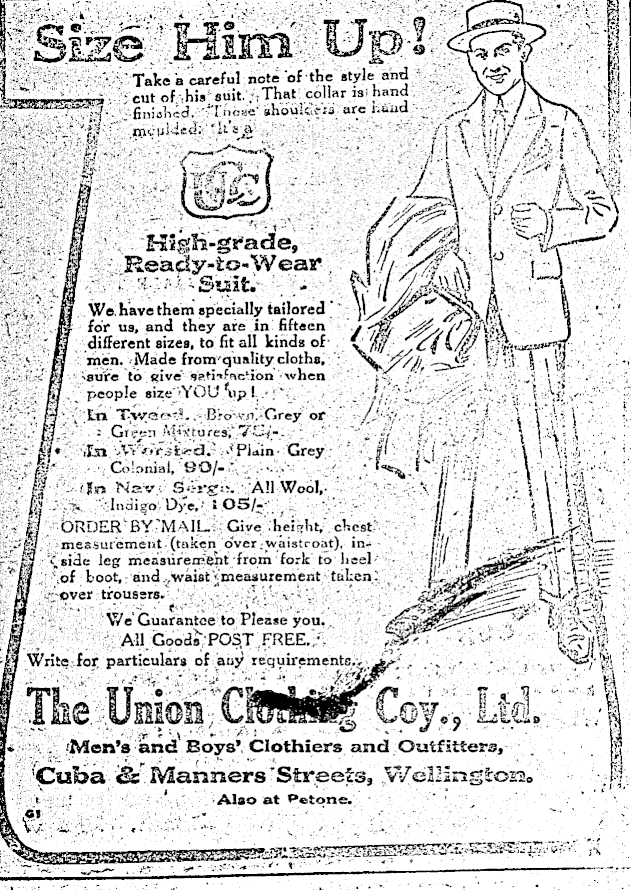 Size Him Up!
Take a careful note of the style and
cut of his suit. That collar is hand
finished. These shoulders are hand
moulded. It's a
UCC
High-grade,
Ready-to-Wear
Suit.
We have them specially tailored
for us, and they are in fifteen
different sizes, to fit all kinds of
men. Made from quality cloths,
sure to give satisfaction when
people size YOU up!
In Tweed. Brown, Grey or
Green Mixtures, 75/-.
In Worsted. Plain Grey
Colonial, 90/-
In Navy Serge. All Wool,
Indigo Dye, 105/-
ORDER BY MAIL. Give height, chest
measurement (taken over waistcoat), in-
side leg measurement from fork to heel
of boot, and waist measurement taken
over trousers.
We Guarantee to Please you.
All Goods POST FREE.
Write for particulars of any requirements.
The Union Clothing Coy., Ltd.
Men's and Boys' Clothiers and Outfitters,
Cuba & Manners Streets, Wellington.
Also at Petone.
G1